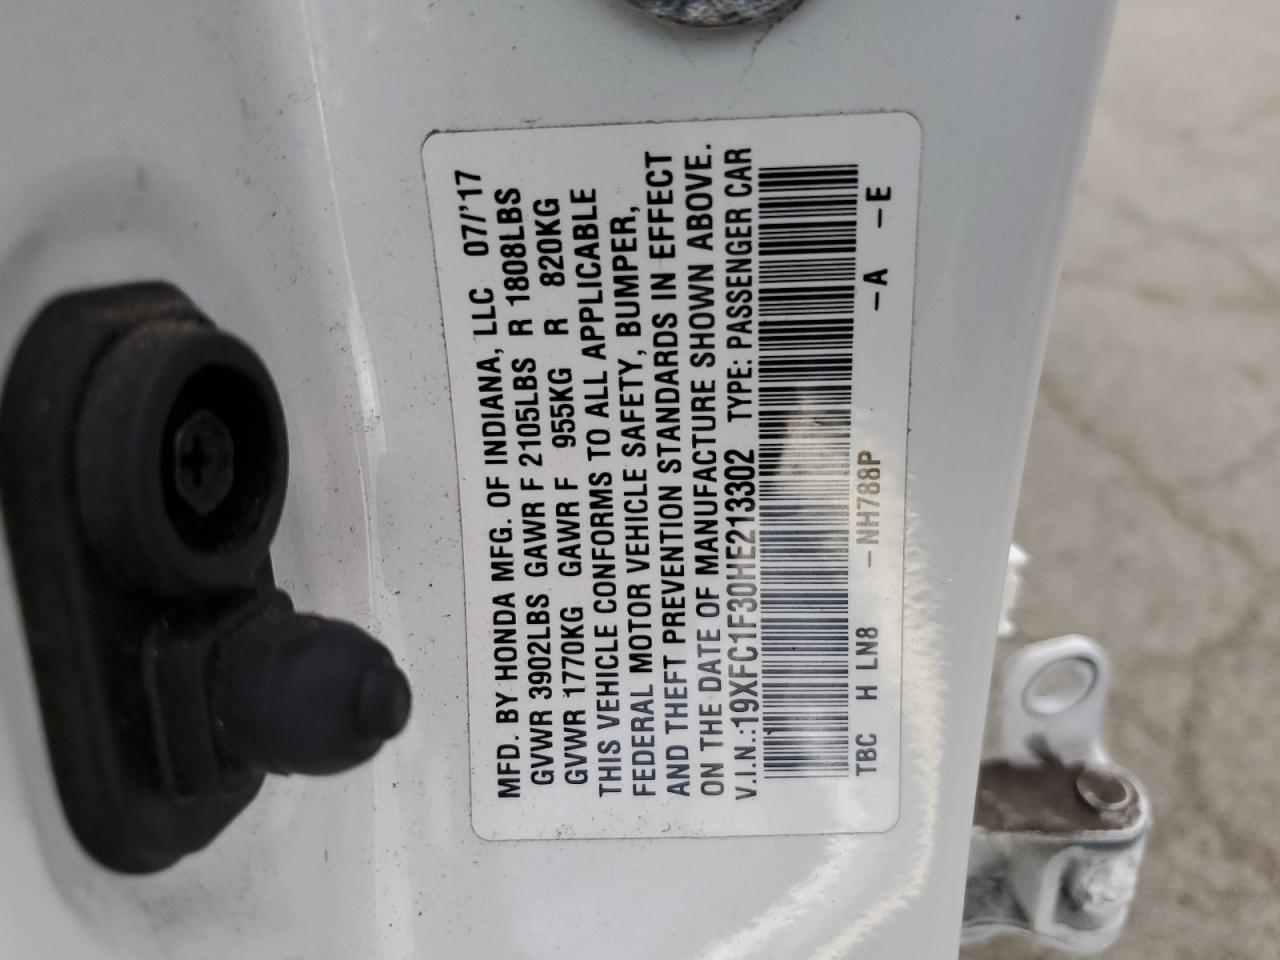 MFD. BY HONDA MFG. OF INDIANA, LLC 07/'17
GVWR 3902LBS GAWR F 2105LBS R 1808LBS
GVWR 1770KG GAWR F 955KG R 820KG
THIS VEHICLE CONFORMS TO ALL APPLICABLE
FEDERAL MOTOR VEHICLE SAFETY, BUMPER,
AND THEFT PREVENTION STANDARDS IN EFFECT
ON THE DATE OF MANUFACTURE SHOWN ABOVE.
V.I.N.:19XFC1F30HE213302 TYPE: PASSENGER CAR
TBC H LN8 -NH788P -A -E